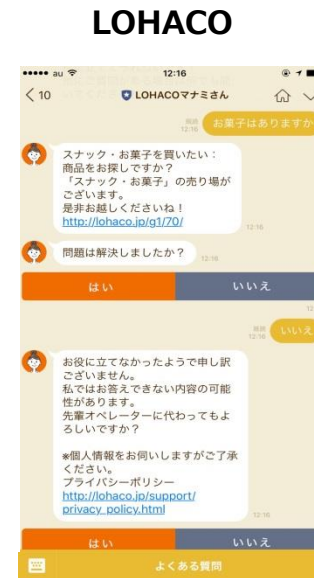 LOHACO
au 12:16
10 LOHACOマナミさん
お菓子はありますか
既読
12:16
スナック・お菓子を買いたい：
商品をお探しですか？
「スナック・お菓子」の売り場が
ございます。
是非お越しくださいね！
http://lohaco.jp/g1/70/
12:16
問題は解決しましたか？
12:16
はい いいえ
12
既読
12:16
いいえ
お役に立てなかったようで申し訳
ございません。
私ではお答えできない内容の可能
性があります。
先輩オペレーターに代わってもよ
ろしいですか？
※個人情報をお伺いしますがご了承
ください。
プライバシーポリシー
http://lohaco.jp/support/
privacy_policy.html
12:16
はい いいえ
よくある質問